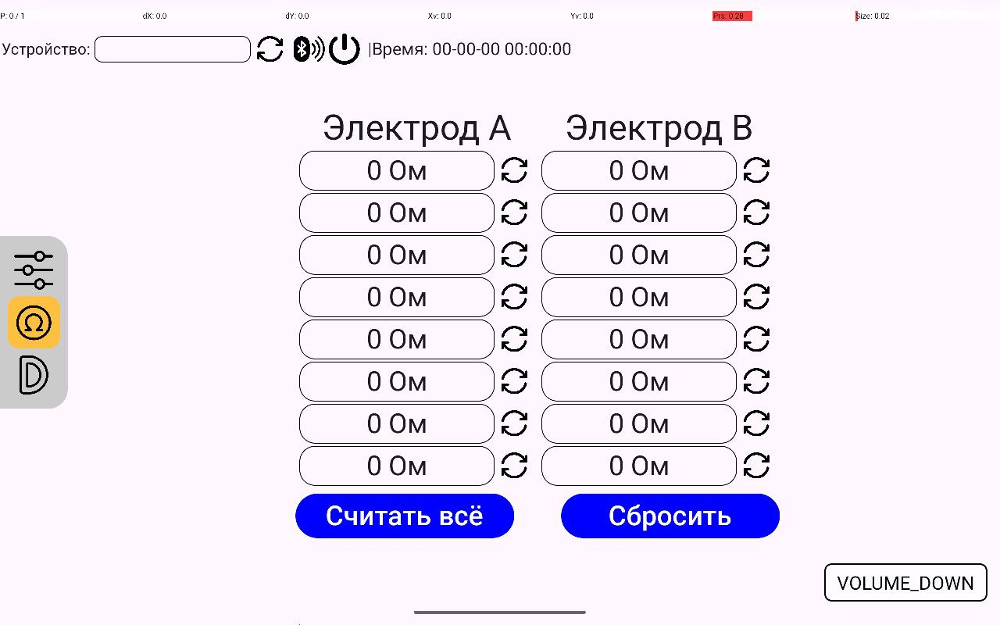 P: 0 / 1 dX: 0.0 dY: 0.0 Xv: 0.0 Yv: 0.0 Prs: 0.28 Size: 0.02
Устройство: |Время: 00-00-00 00:00:00
Электрод A Электрод B
0 Ом 0 Ом
0 Ом 0 Ом
0 Ом 0 Ом
0 Ом 0 Ом
0 Ом 0 Ом
0 Ом 0 Ом
0 Ом 0 Ом
0 Ом 0 Ом
Считать всё Сбросить
VOLUME_DOWN